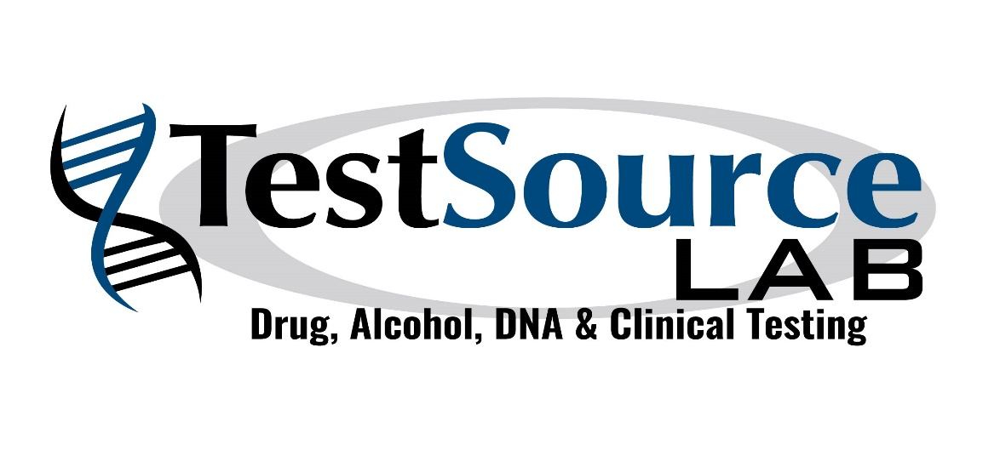 TestSource
LAB
Drug, Alcohol, DNA & Clinical Testing